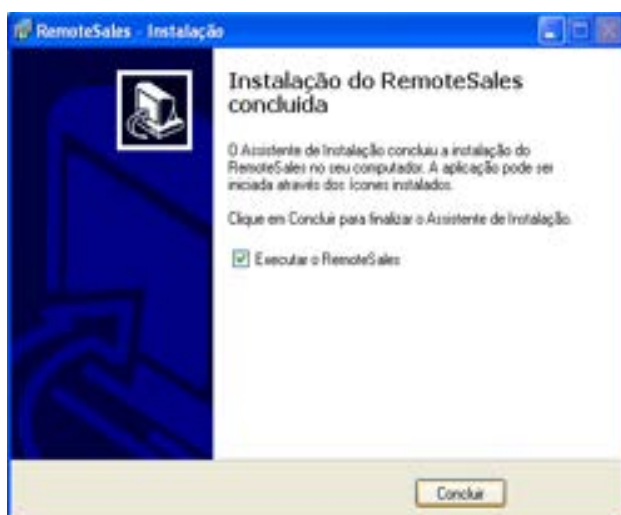 RemoteSales - Instalação
Instalação do RemoteSales
concluída
O Assistente de Instalação concluiu a instalação do
RemoteSales no seu computador. A aplicação pode ser
iniciada através dos ícones instalados.
Clique em Concluir para finalizar o Assistente de Instalação.
Executar o RemoteSales
Concluir